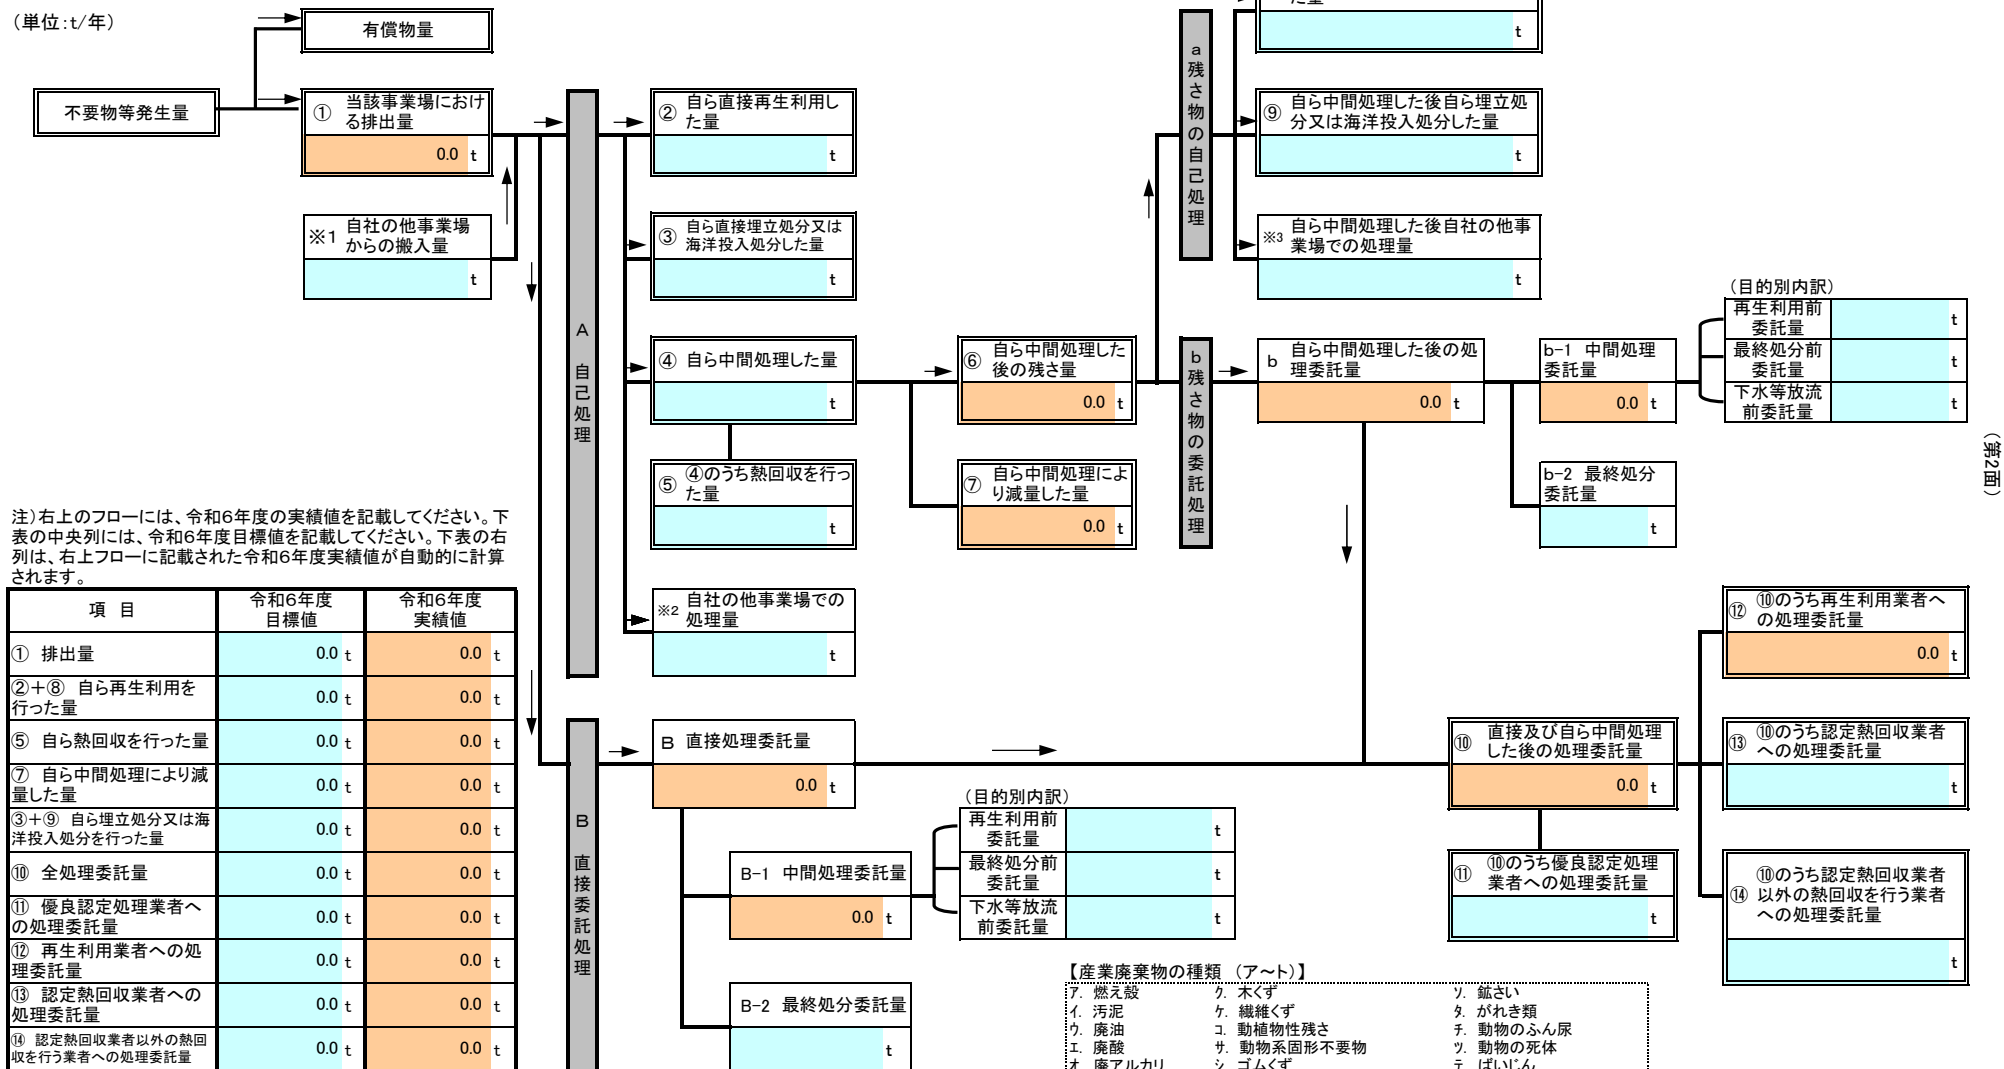 （単位：t/年）
有償物量
不要物等発生量
① 当該事業場におけ
る排出量
0.0 t
※1 自社の他事業場
からの搬入量
t
A 自己処理
② 自ら直接再生利用し
た量
t
③ 自ら直接埋立処分又は
海洋投入処分した量
t
④ 自ら中間処理した量
t
⑤ ④のうち熱回収を行っ
た量
t
※2 自社の他事業場での
処理量
t
⑥ 自ら中間処理した
後の残さ量
0.0 t
⑦ 自ら中間処理によ
り減量した量
0.0 t
a 残さ物の自己処理
t
⑨ 自ら中間処理した後自ら埋立処
分又は海洋投入処分した量
t
※3 自ら中間処理した後自社の他事
業場での処理量
t
b 残さ物の委託処理
b 自ら中間処理した後の処
理委託量
0.0 t
b-1 中間処理
委託量
0.0 t
b-2 最終処分
委託量
t
（目的別内訳）
再生利用前
委託量
t
最終処分前
委託量
t
下水等放流
前委託量
t
（第2面）
注）右上のフローには、令和6年度の実績値を記載してください。下
表の中央列には、令和6年度目標値を記載してください。下表の右
列は、右上フローに記載された令和6年度実績値が自動的に計算
されます。
項 目 令和6年度 目標値 令和6年度 実績値
① 排出量 0.0 t 0.0 t
②＋⑧ 自ら再生利用を
行った量 0.0 t 0.0 t
⑤ 自ら熱回収を行った量 0.0 t 0.0 t
⑦ 自ら中間処理により減
量した量 0.0 t 0.0 t
③＋⑨ 自ら埋立処分又は海
洋投入処分を行った量 0.0 t 0.0 t
⑩ 全処理委託量 0.0 t 0.0 t
⑪ 優良認定処理業者へ
の処理委託量 0.0 t 0.0 t
⑫ 再生利用業者への処
理委託量 0.0 t 0.0 t
⑬ 認定熱回収業者への
処理委託量 0.0 t 0.0 t
⑭ 認定熱回収業者以外の熱回
収を行う業者への処理委託量 0.0 t 0.0 t
B 直接委託処理
B 直接処理委託量
0.0 t
B-1 中間処理委託量
0.0 t
B-2 最終処分委託量
t
（目的別内訳）
再生利用前
委託量
t
最終処分前
委託量
t
下水等放流
前委託量
t
⑩ 直接及び自ら中間処理
した後の処理委託量
0.0 t
⑪ ⑩のうち優良認定処理
業者への処理委託量
t
⑫ ⑩のうち再生利用業者へ
の処理委託量
0.0 t
⑬ ⑩のうち認定熱回収業者
への処理委託量
t
⑭ ⑩のうち認定熱回収業者
以外の熱回収を行う業者
への処理委託量
t
【産業廃棄物の種類 （ア～ト）】
ｱ. 燃え殻 ｸ. 木くず ｿ. 鉱さい
ｲ. 汚泥 ｹ. 繊維くず ﾀ. がれき類
ｳ. 廃油 ｺ. 動植物性残さ ﾁ. 動物のふん尿
ｴ. 廃酸 ｻ. 動物系固形不要物 ﾂ. 動物の死体
ｵ. 廃アルカリ ｼ. ゴムくず ﾃ. ばいじん